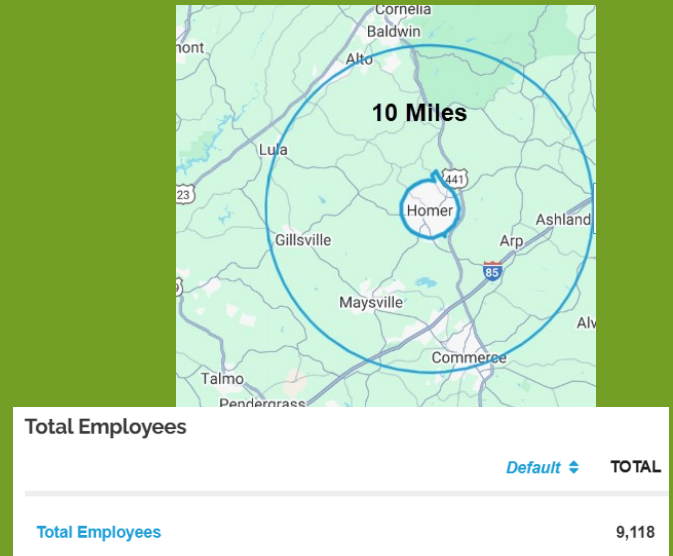 Cornelia
Baldwin
mont
Alto
10 Miles
Lula
441
23
Homer
Ashland
Gillsville
Arp
85
Maysville
Alv
Commerce
Talmo
Pendergrass
Total Employees
Default TOTAL
Total Employees 9,118